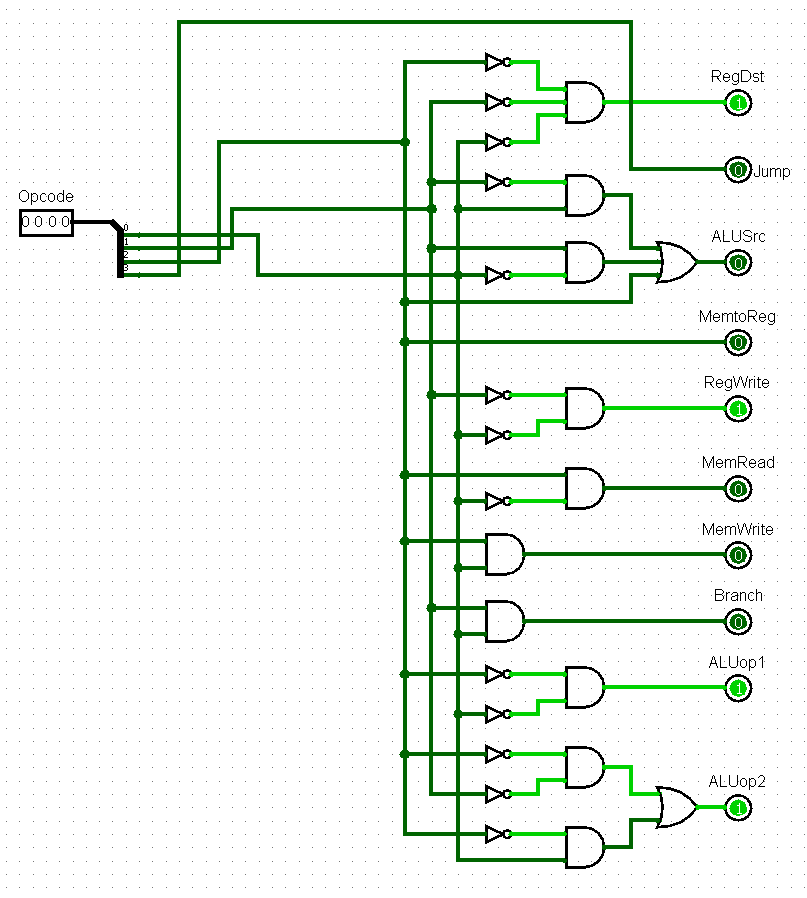 RegDst
1
Jump
0
Opcode
0 0 0 0
0
1
2
3
ALUSrc
0
MemtoReg
0
RegWrite
1
MemRead
0
MemWrite
0
Branch
0
ALUop1
1
ALUop2
1